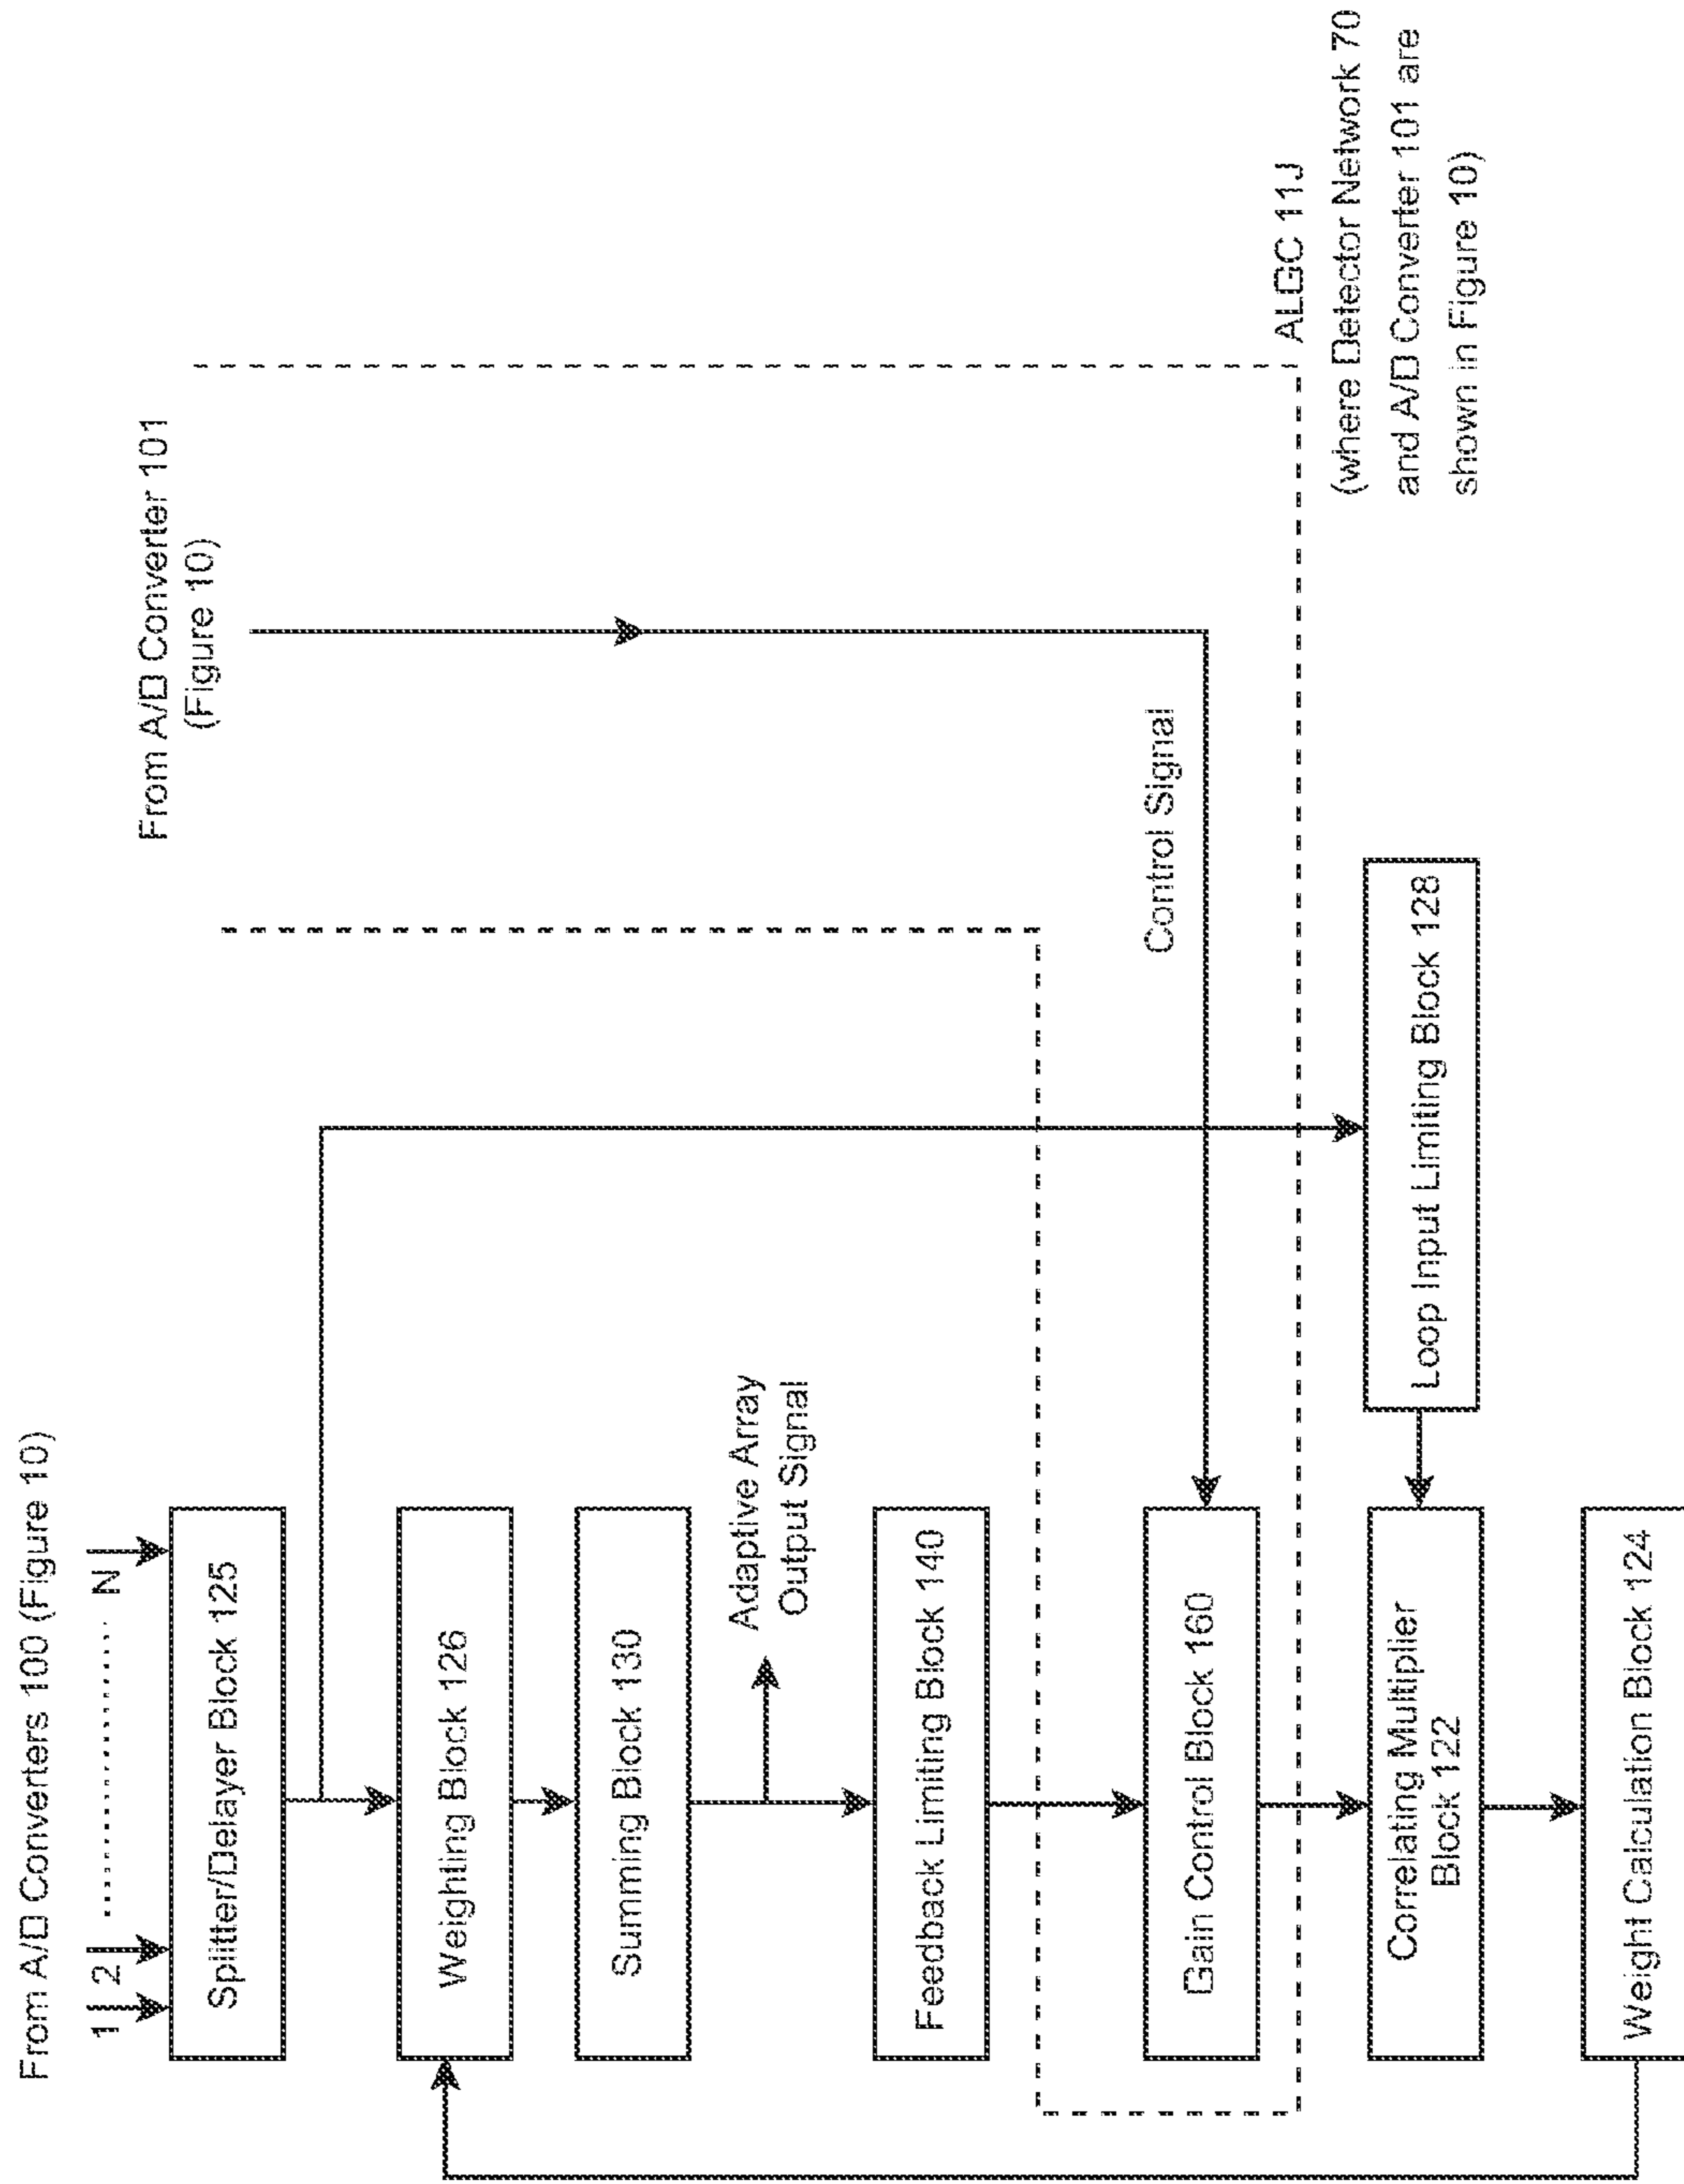 From A/D Converters 100 (Figure 10)
1 2 .............. N
Splitter/Delayer Block 125
Weighting Block 126
Summing Block 130
Adaptive Array
Output Signal
Feedback Limiting Block 140
Gain Control Block 160
Correlating Multiplier
Block 122
Weight Calculation Block 124
Loop Input Limiting Block 128
Control Signal
From A/D Converter 101
(Figure 10)
ALGC 11J
(where Detector Network 70
and A/D Converter 101 are
shown in Figure 10)